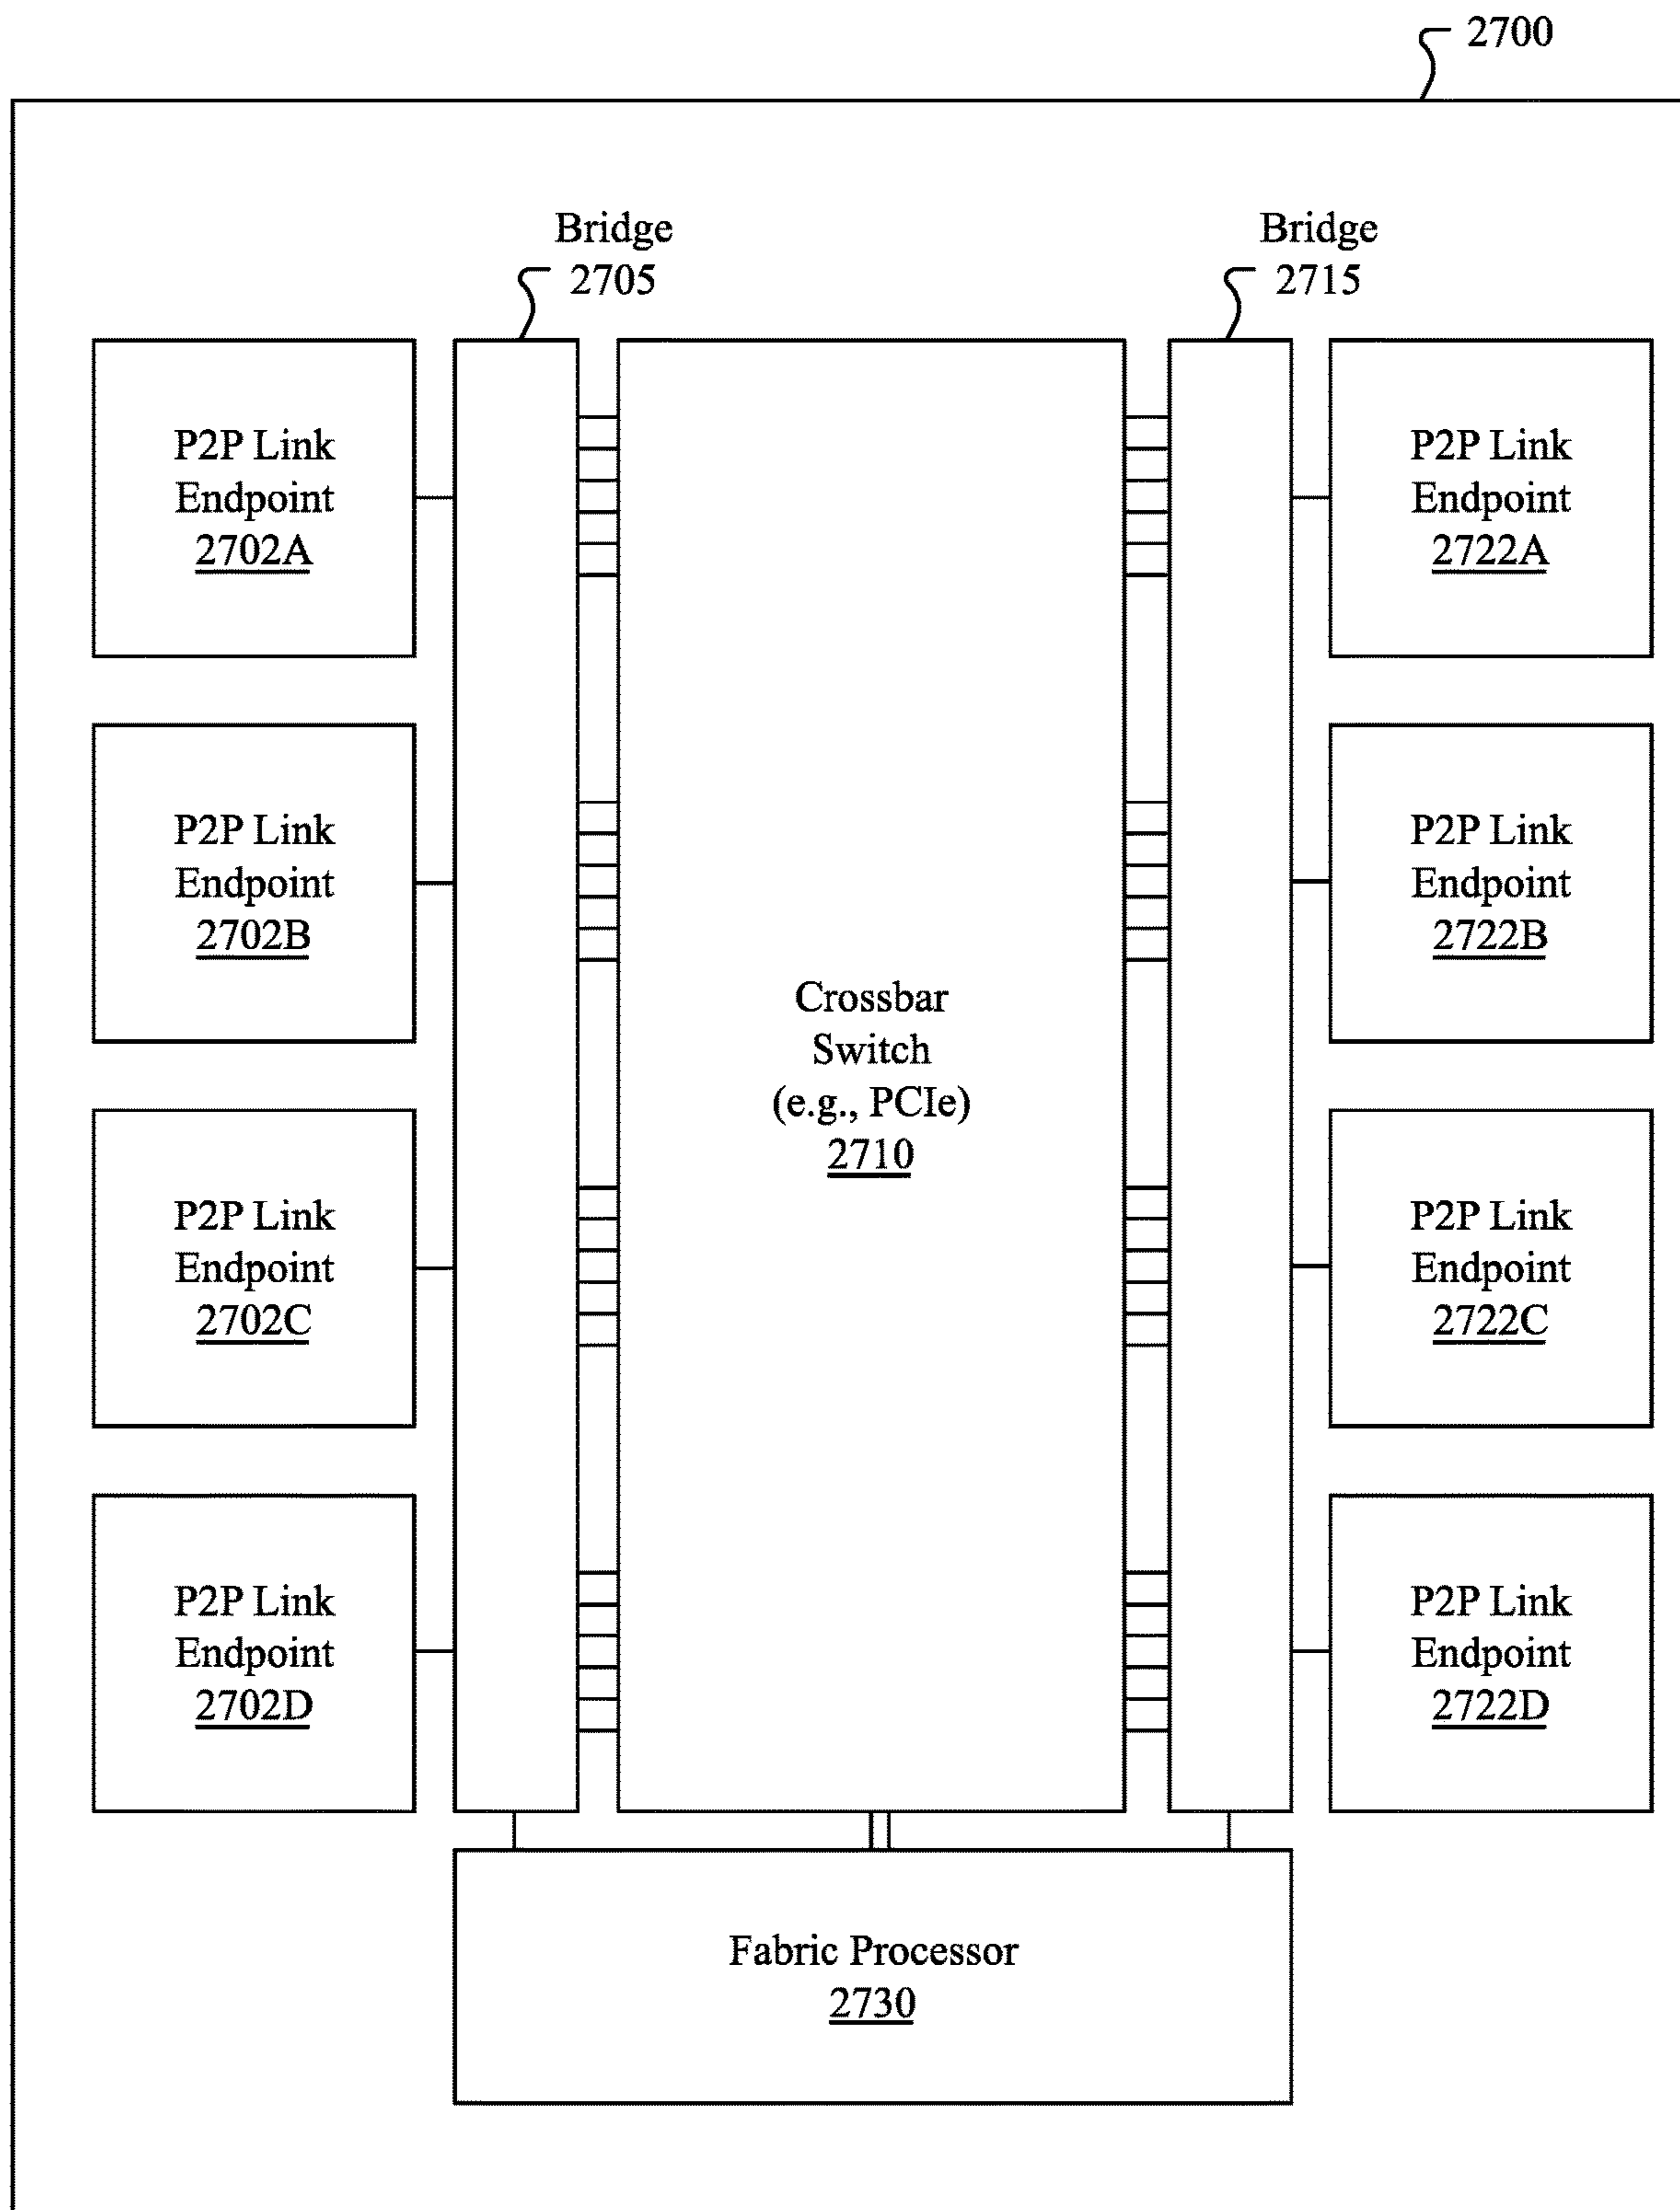 2700
Bridge
2705
Bridge
2715
P2P Link
Endpoint
2702A
P2P Link
Endpoint
2722A
P2P Link
Endpoint
2702B
P2P Link
Endpoint
2722B
Crossbar
Switch
(e.g., PCIe)
2710
P2P Link
Endpoint
2702C
P2P Link
Endpoint
2722C
P2P Link
Endpoint
2702D
P2P Link
Endpoint
2722D
Fabric Processor
2730